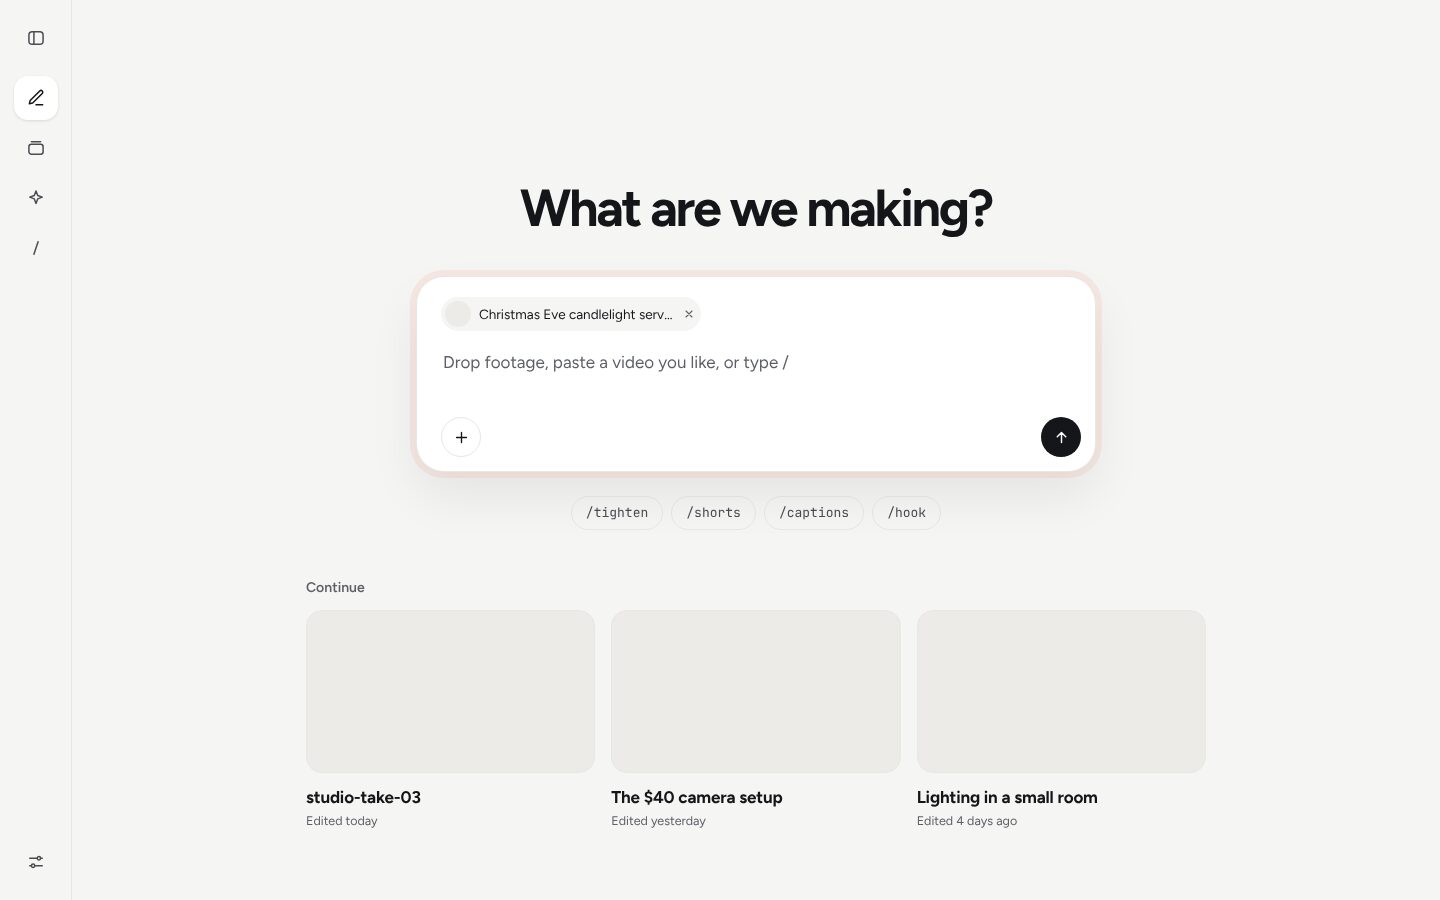 /
What are we making?
Christmas Eve candlelight serv...
Drop footage, paste a video you like, or type /
/tighten
/shorts
/captions
/hook
Continue
studio-take-03
Edited today
The $40 camera setup
Edited yesterday
Lighting in a small room
Edited 4 days ago